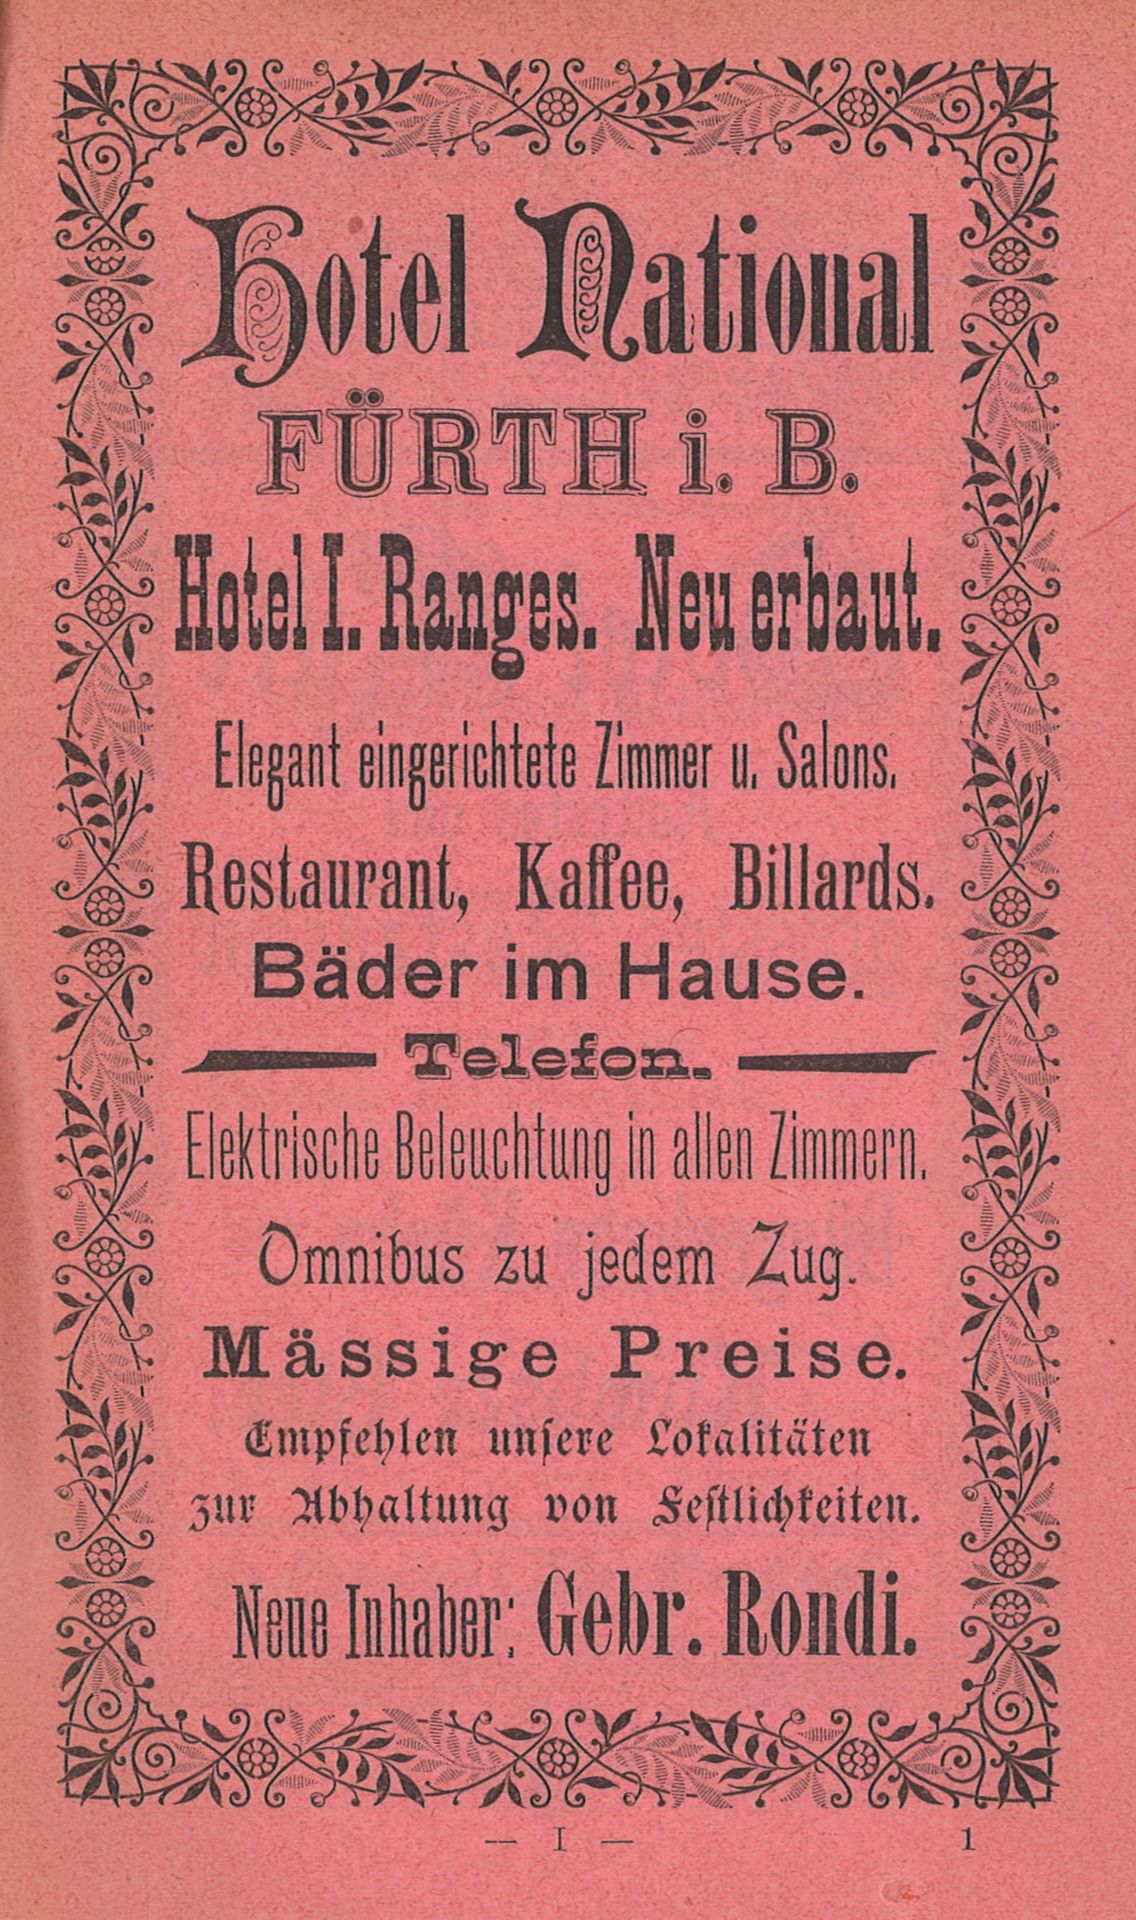 Hotel National
FÜRTH i. B.
Hotel I. Ranges. Neu erbaut.
Elegant eingerichtete Zimmer u. Salons.
Restaurant, Kaffee, Billards.
Bäder im Hause.
Telefon.
Elektrische Beleuchtung in allen Zimmern.
Omnibus zu jedem Zug.
Mässige Preise.
Empfehlen unsere Lokalitäten
zur Abhaltung von Festlichkeiten.
Neue Inhaber: Gebr. Rondi.
— I — 1